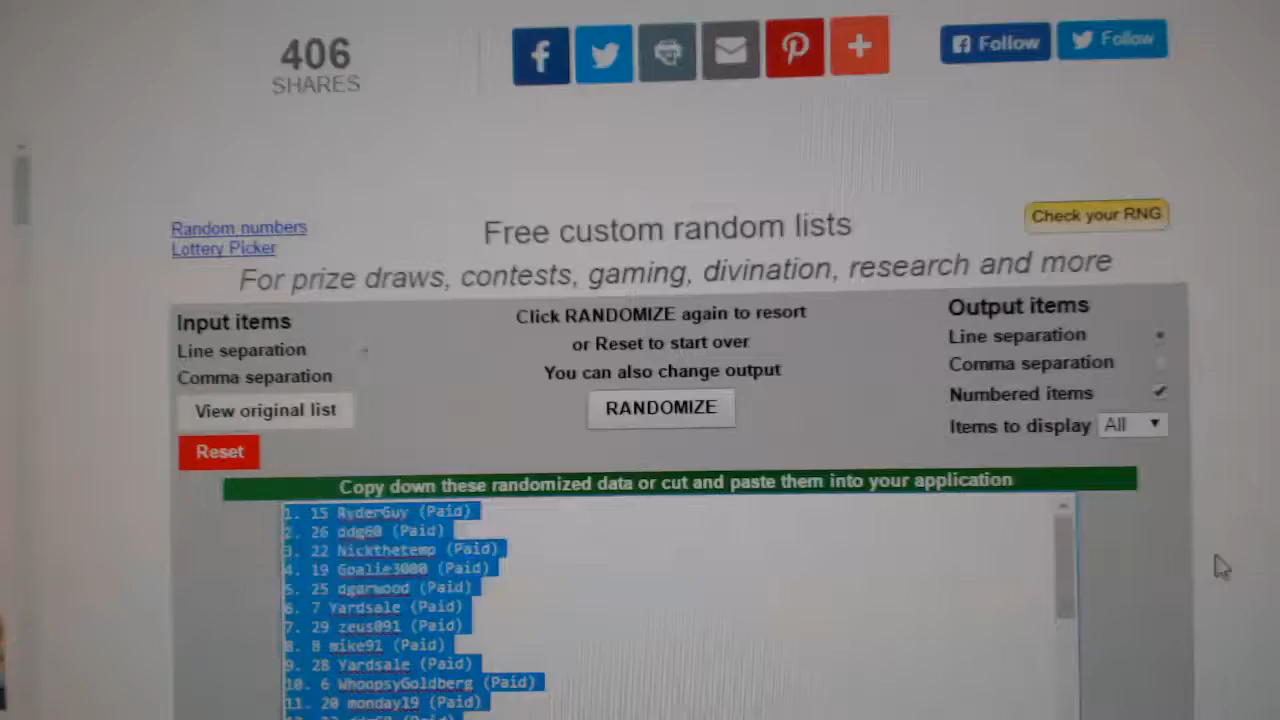 406
SHARES
Follow
Follow
Random numbers
Lottery Picker
Free custom random lists
Check your RNG
For prize draws, contests, gaming, divination, research and more
Input items
Line separation
Comma separation
View original list
Reset
Click RANDOMIZE again to resort
or Reset to start over
You can also change output
RANDOMIZE
Output items
Line separation
Comma separation
Numbered items
Items to display All
Copy down these randomized data or cut and paste them into your application
1. 15 RyderGuy (Paid)
2. 26 ddg60 (Paid)
3. 22 Nickthetemp (Paid)
4. 19 Goalie3000 (Paid)
5. 25 dgarwood (Paid)
6. 7 Yardsale (Paid)
7. 29 zeus091 (Paid)
8. 8 mike91 (Paid)
9. 28 Yardsale (Paid)
10. 6 WhoopsyGoldberg (Paid)
11. 20 monday19 (Paid)